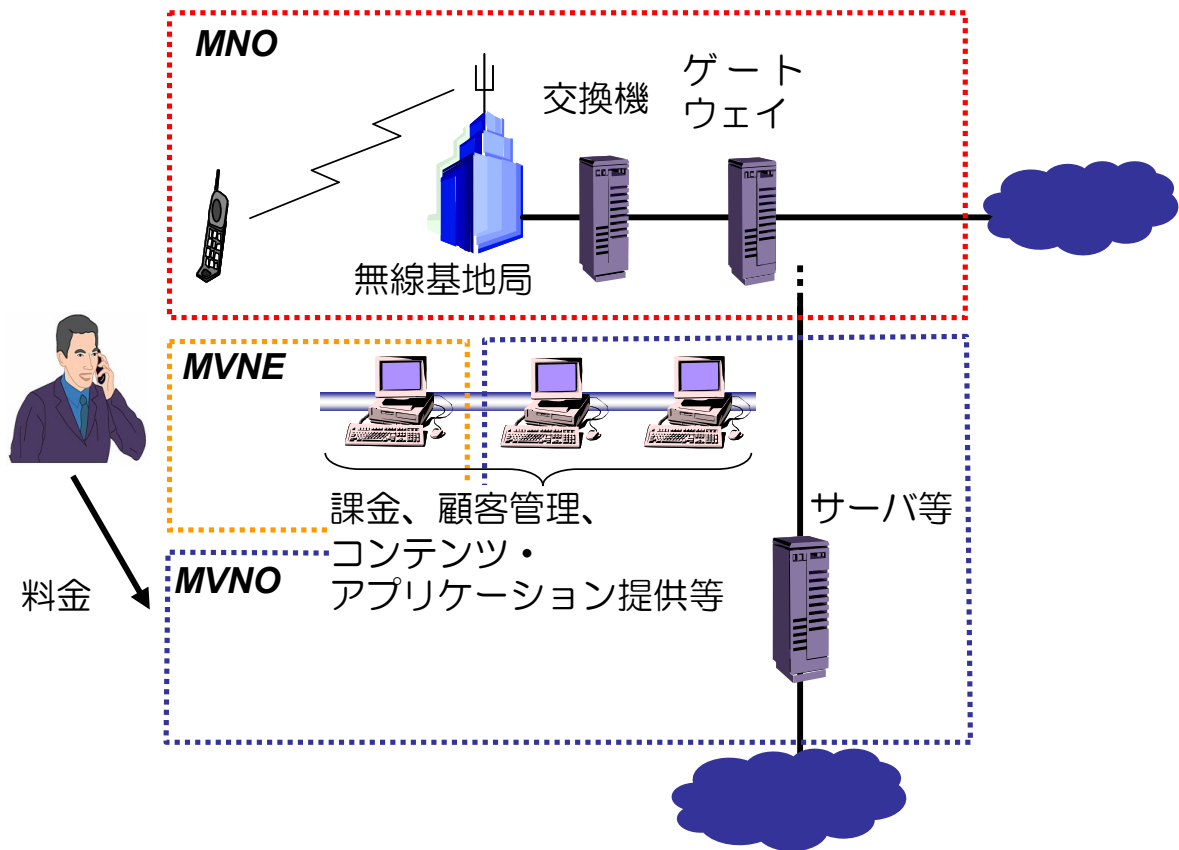 MNO
交換機
ゲート
ウェイ
無線基地局
MVNE
課金、顧客管理、
コンテンツ・
アプリケーション提供等
サーバ等
MVNO
料金